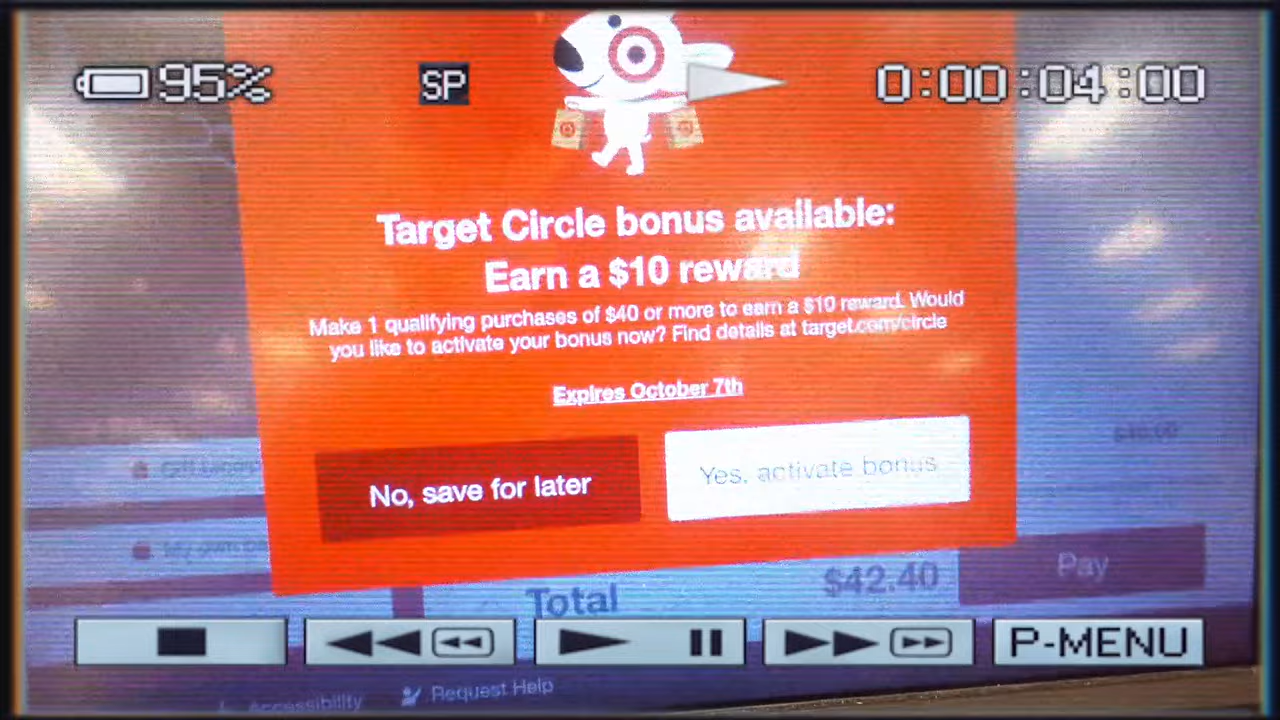 95%
SP
0:00:04:00
Target Circle bonus available:
Earn a $10 reward
Make 1 qualifying purchases of $40 or more to earn a $10 reward. Would
you like to activate your bonus now? Find details at target.com/circle
Expires October 7th
No, save for later
Yes, activate bonus
Total
$42.40
Pay
P-MENU
Accessibility
Request Help